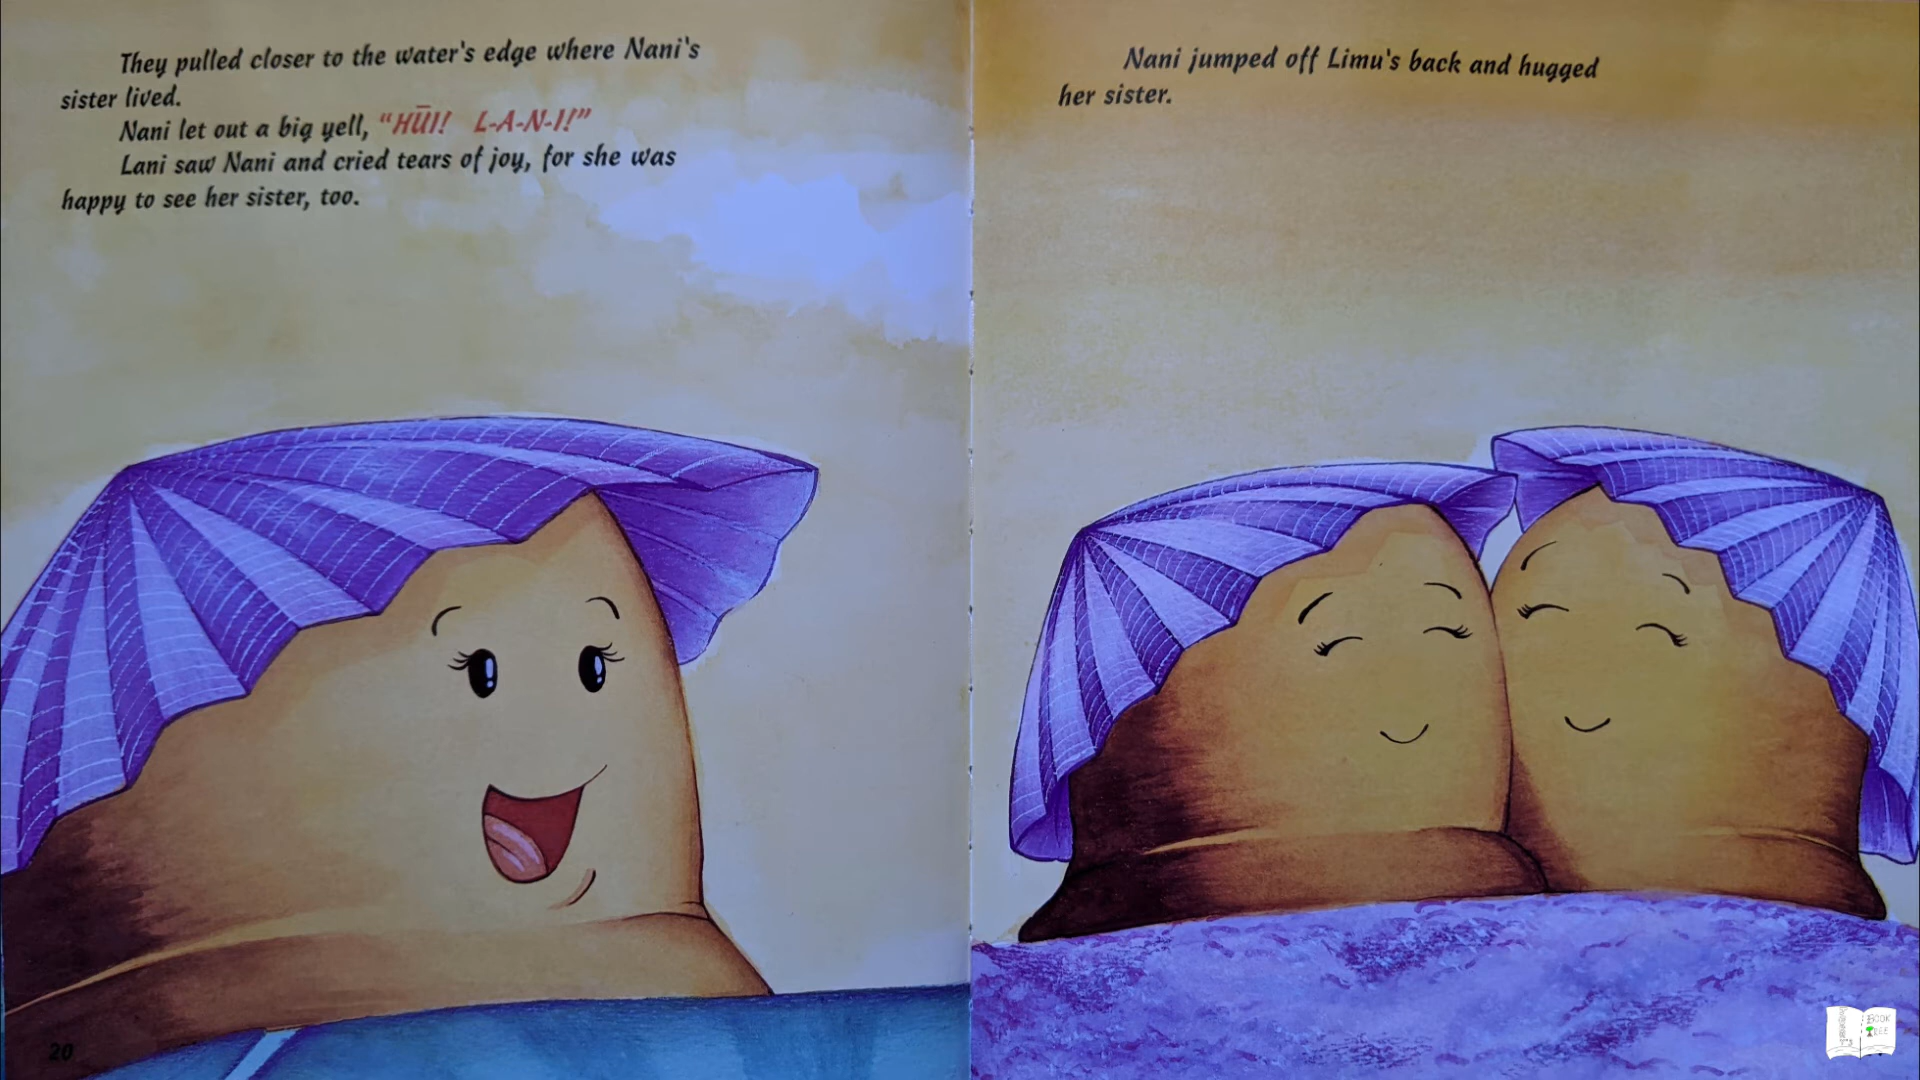 They pulled closer to the water's edge where Nani's
sister lived.
Nani let out a big yell, “HŪI! L-A-N-I!”
Lani saw Nani and cried tears of joy, for she was
happy to see her sister, too.
20
Nani jumped off Limu's back and hugged
her sister.
BOOK
TREE